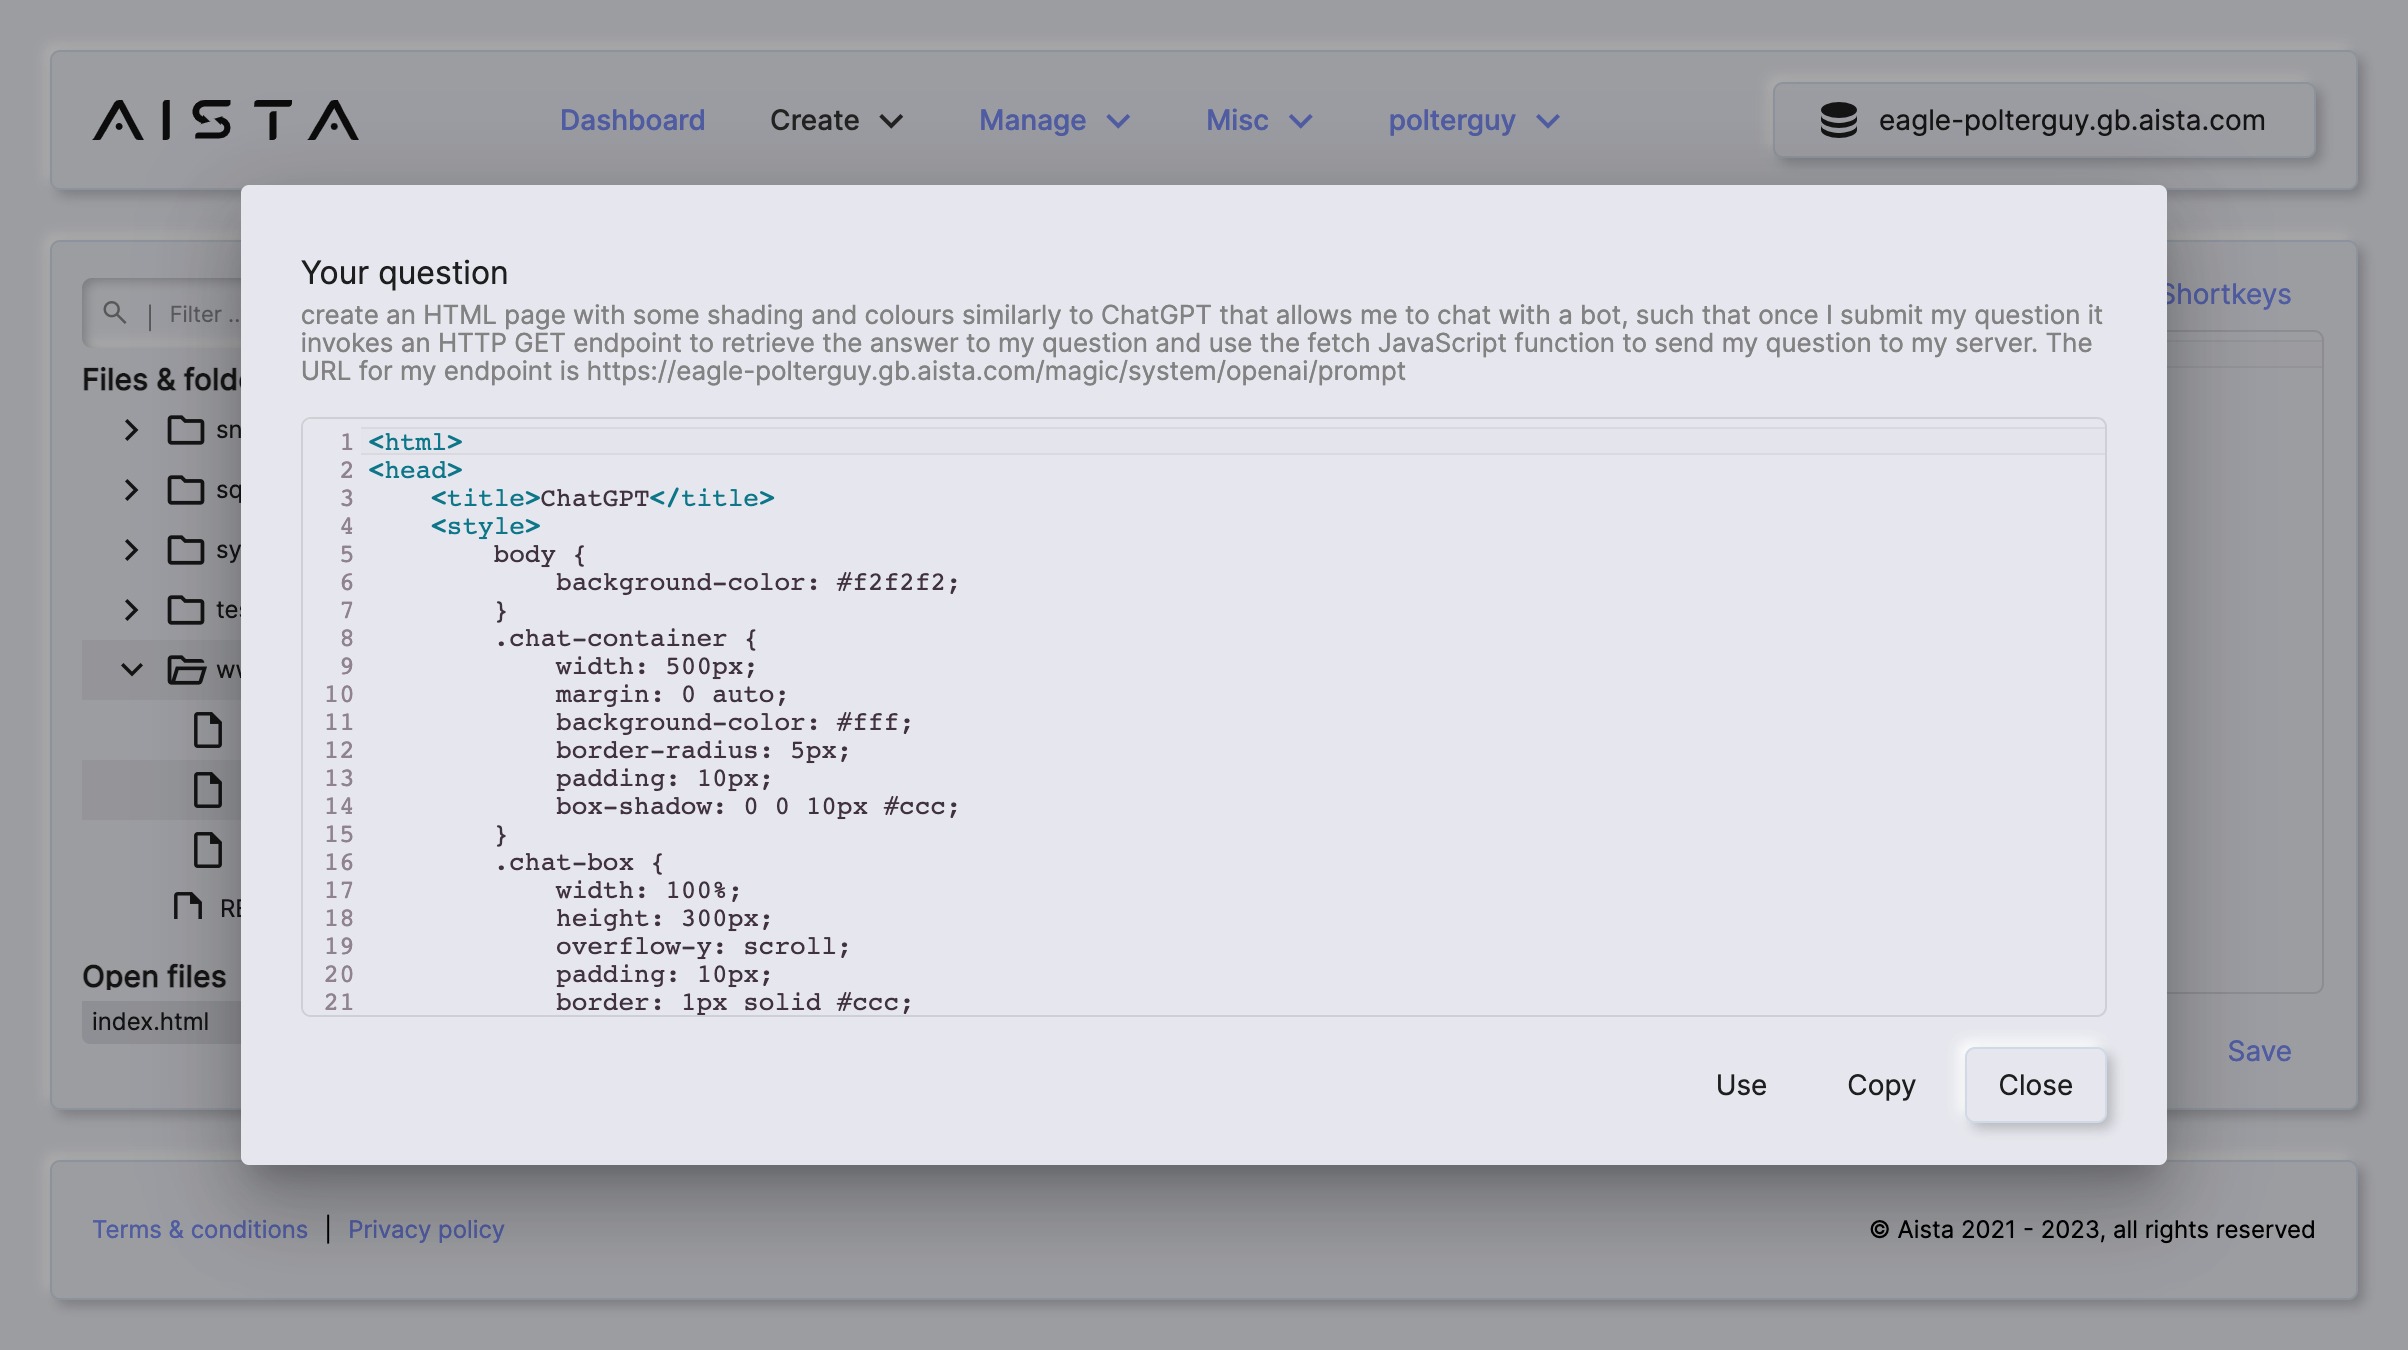 AISTA
Dashboard
Create
Manage
Misc
polterguy
eagle-polterguy.gb.aista.com
Filter ..
Shortkeys
Files & folde
sn
sq
sy
tes
RE
Open files
index.html
Save
Your question
create an HTML page with some shading and colours similarly to ChatGPT that allows me to chat with a bot, such that once I submit my question it
invokes an HTTP GET endpoint to retrieve the answer to my question and use the fetch JavaScript function to send my question to my server. The
URL for my endpoint is https://eagle-polterguy.gb.aista.com/magic/system/openai/prompt
1 <html>
2 <head>
3 <title>ChatGPT</title>
4 <style>
5 body {
6 background-color: #f2f2f2;
7 }
8 .chat-container {
9 width: 500px;
10 margin: 0 auto;
11 background-color: #fff;
12 border-radius: 5px;
13 padding: 10px;
14 box-shadow: 0 0 10px #ccc;
15 }
16 .chat-box {
17 width: 100%;
18 height: 300px;
19 overflow-y: scroll;
20 padding: 10px;
21 border: 1px solid #ccc;
Use
Copy
Close
Terms & conditions | Privacy policy
© Aista 2021 - 2023, all rights reserved